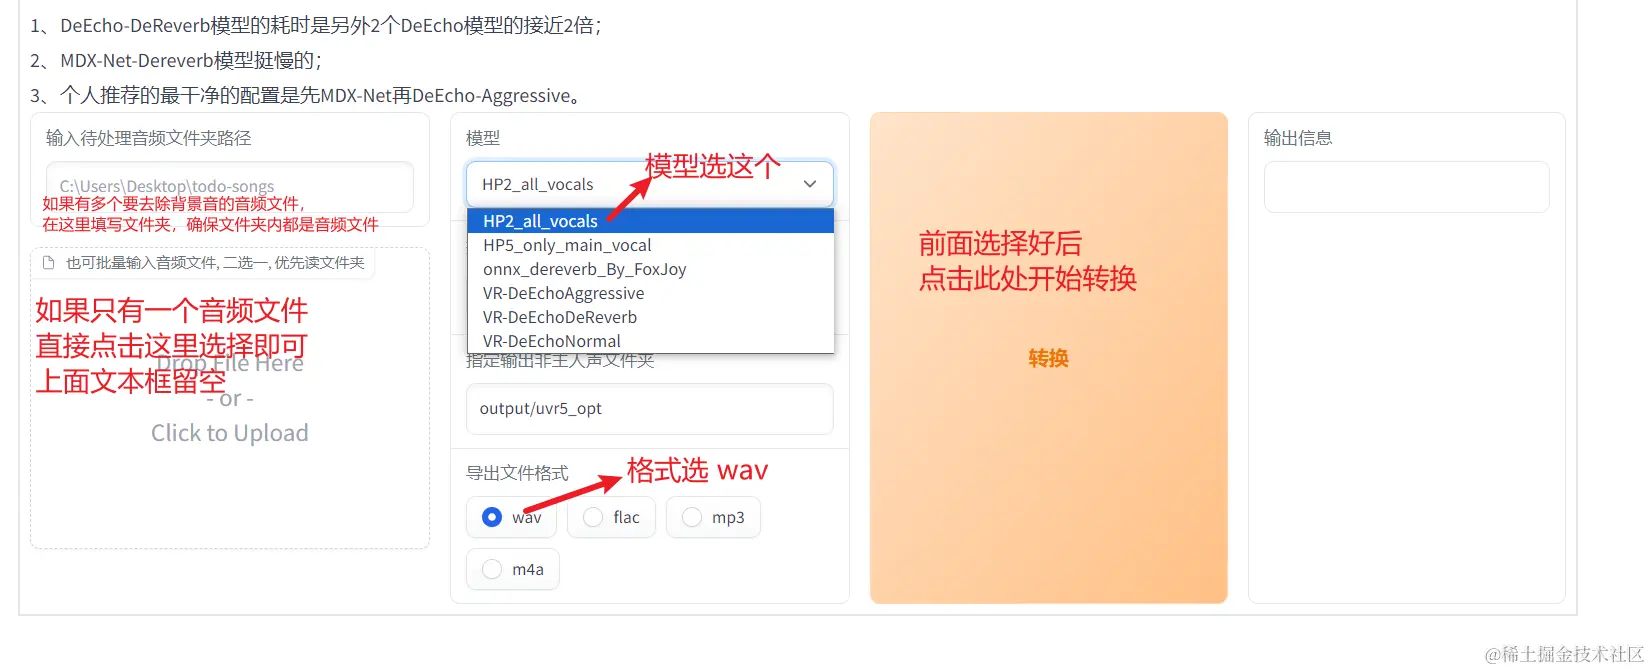 1、DeEcho-DeReverb模型的耗时是另外2个DeEcho模型的接近2倍；
2、MDX-Net-Dereverb模型挺慢的；
3、个人推荐的最干净的配置是先MDX-Net再DeEcho-Aggressive。
输入待处理音频文件夹路径
C:\Users\Desktop\todo-songs
如果有多个要去除背景音的音频文件，
在这里填写文件夹，确保文件夹内都是音频文件
也可批量输入音频文件, 二选一, 优先读文件夹
如果只有一个音频文件
直接点击这里选择即可
上面文本框留空
Drop File Here
- or -
Click to Upload
模型
模型选这个
HP2_all_vocals
HP2_all_vocals
HP5_only_main_vocal
onnx_dereverb_By_FoxJoy
VR-DeEchoAggressive
VR-DeEchoDeReverb
VR-DeEchoNormal
指定输出非主人声文件夹
output/uvr5_opt
导出文件格式
格式选 wav
wav
flac
mp3
m4a
前面选择好后
点击此处开始转换
转换
输出信息
@稀土掘金技术社区